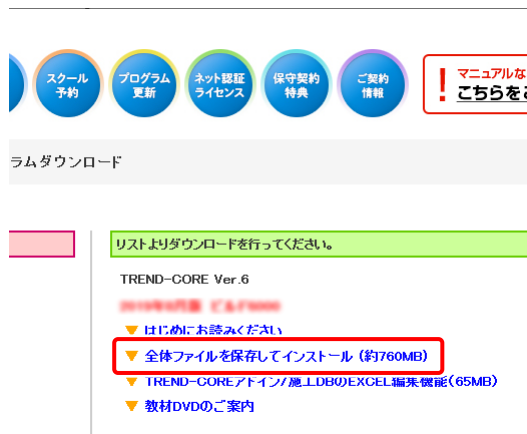 スクール
予約
プログラム
更新
ネット認証
ライセンス
保守契約
特典
ご契約
情報
! マニュアルな
こちらをご
ラムダウンロード
リストよりダウンロードを行ってください。
TREND-CORE Ver.6
▼ はじめにお読みください
▼ 全体ファイルを保存してインストール (約760MB)
▼ TREND-COREアドイン/施工DBのEXCEL編集機能(65MB)
▼ 教材DVDのご案内